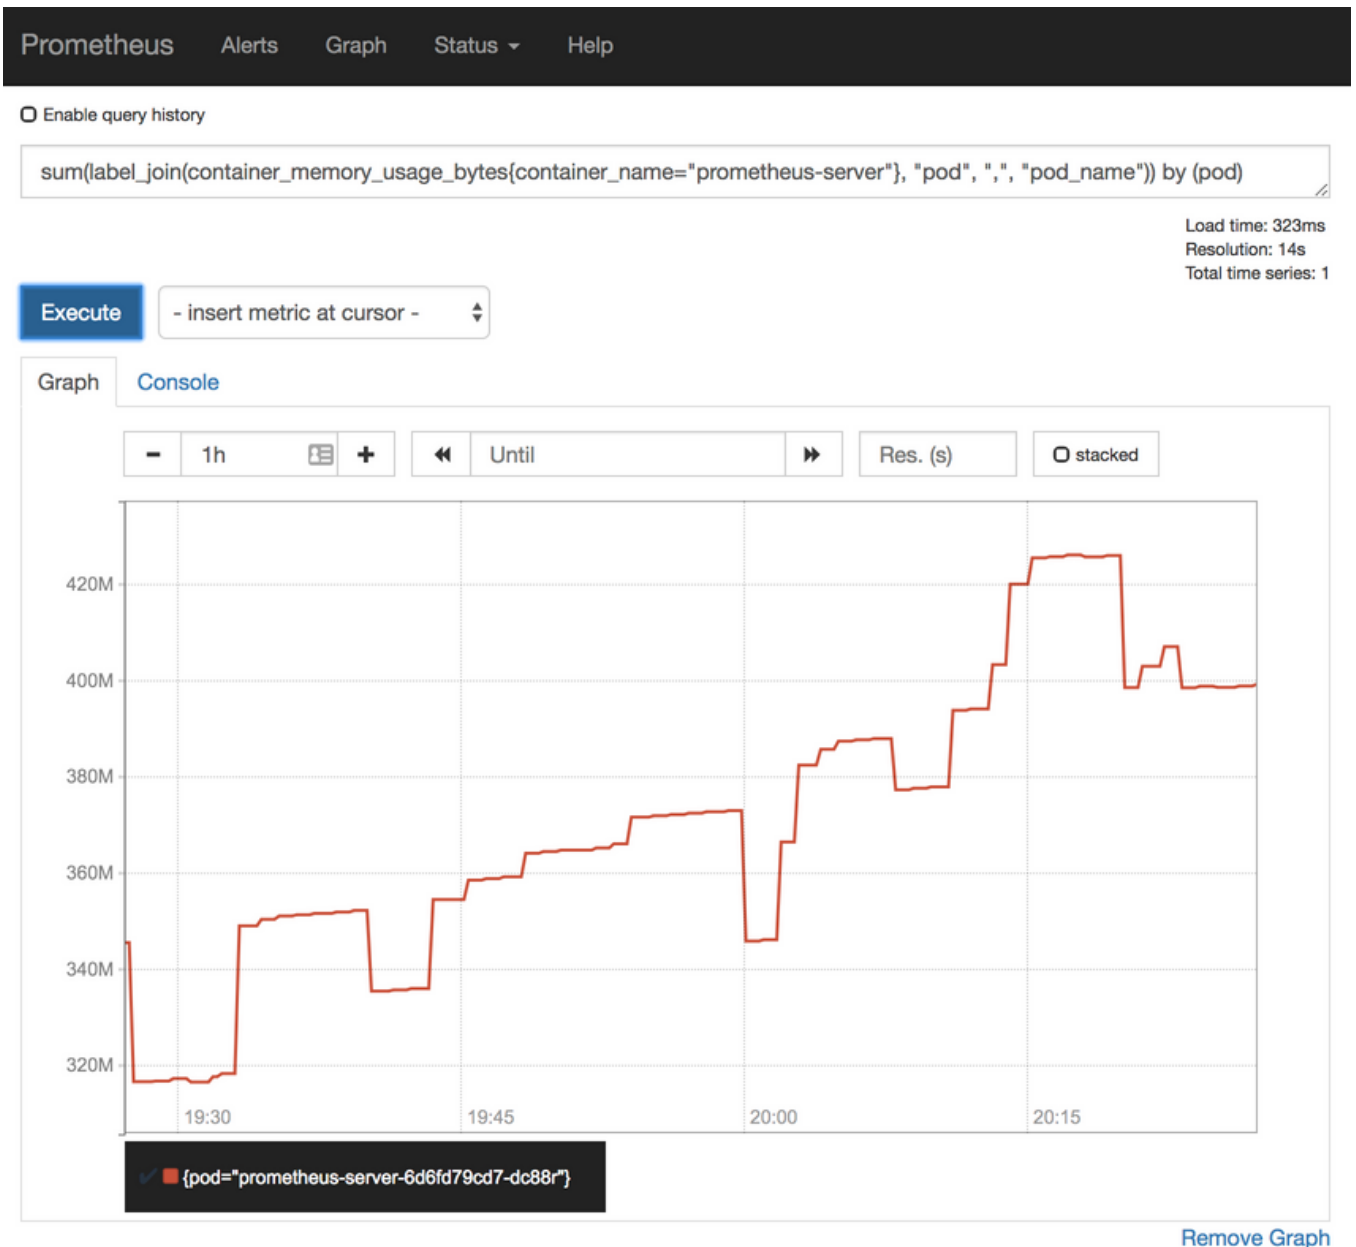 Prometheus Alerts Graph Status Help
Enable query history
sum(label_join(container_memory_usage_bytes{container_name="prometheus-server"}, "pod", ",", "pod_name")) by (pod)
Load time: 323ms
Resolution: 14s
Total time series: 1
Execute - insert metric at cursor -
Graph Console
1h Until Res. (s) stacked
420M
400M
380M
360M
340M
320M
19:30 19:45 20:00 20:15
{pod="prometheus-server-6d6fd79cd7-dc88r"}
Remove Graph